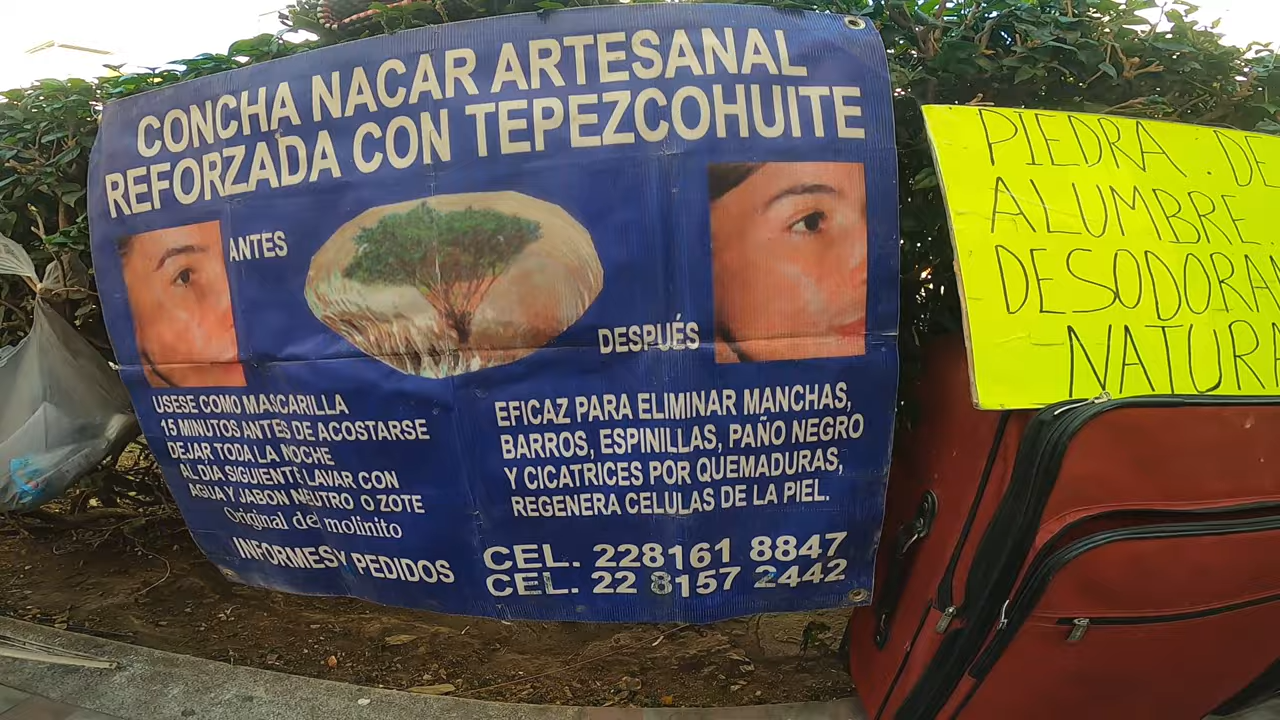 CONCHA NACAR ARTESANAL
REFORZADA CON TEPEZCOHUITE
ANTES
DESPUÉS
USESE COMO MASCARILLA
15 MINUTOS ANTES DE ACOSTARSE
DEJAR TODA LA NOCHE
AL DÍA SIGUIENTE LAVAR CON
AGUA Y JABON NEUTRO O ZOTE
Original del molinito
INFORMES Y PEDIDOS
EFICAZ PARA ELIMINAR MANCHAS,
BARROS, ESPINILLAS, PAÑO NEGRO
Y CICATRICES POR QUEMADURAS,
REGENERA CELULAS DE LA PIEL.
CEL. 228161 8847
CEL. 22 8157 2442
PIEDRA. DE
ALUMBRE.
DESODORAN
NATURA